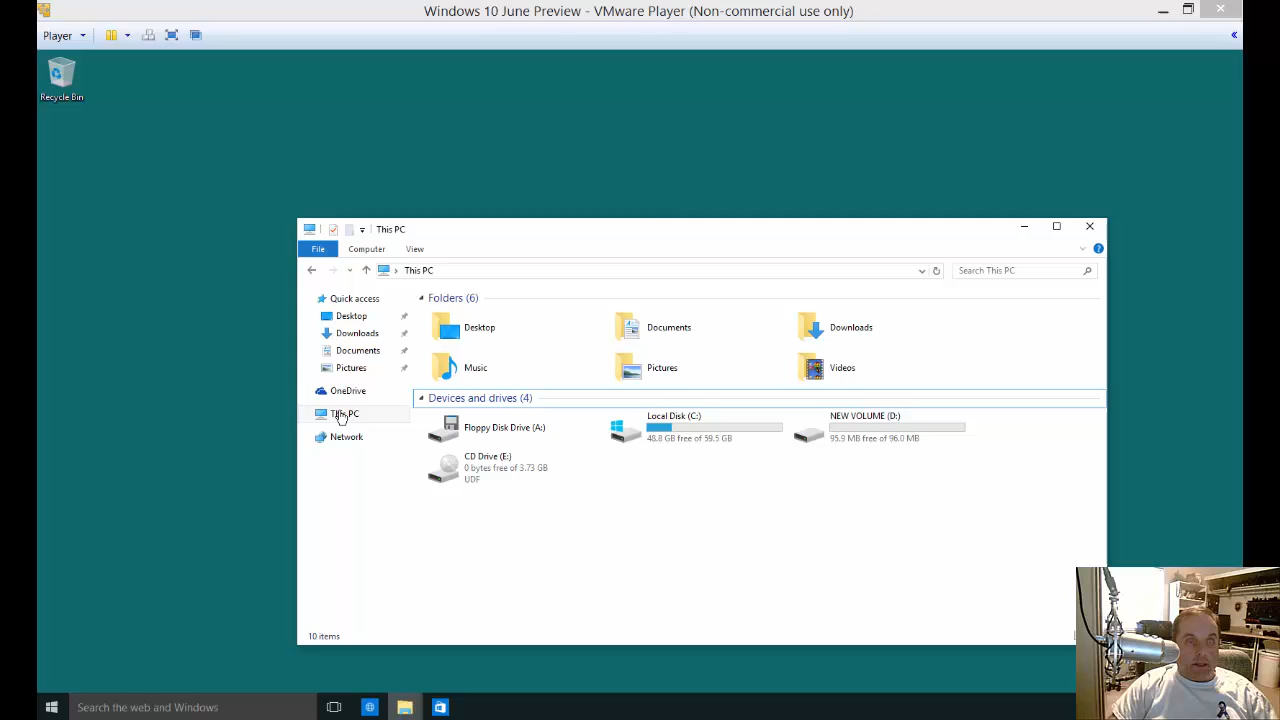 Windows 10 June Preview - VMware Player (Non-commercial use only)
Player
Recycle Bin
This PC
File
Computer
View
This PC
Search This PC
Quick access
Desktop
Downloads
Documents
Pictures
OneDrive
This PC
Network
Folders (6)
Desktop
Documents
Downloads
Music
Pictures
Videos
Devices and drives (4)
Floppy Disk Drive (A:)
Local Disk (C:)
48.8 GB free of 59.5 GB
NEW VOLUME (D:)
95.9 MB free of 96.0 MB
CD Drive (E:)
0 bytes free of 3.73 GB
UDF
10 items
Search the web and Windows